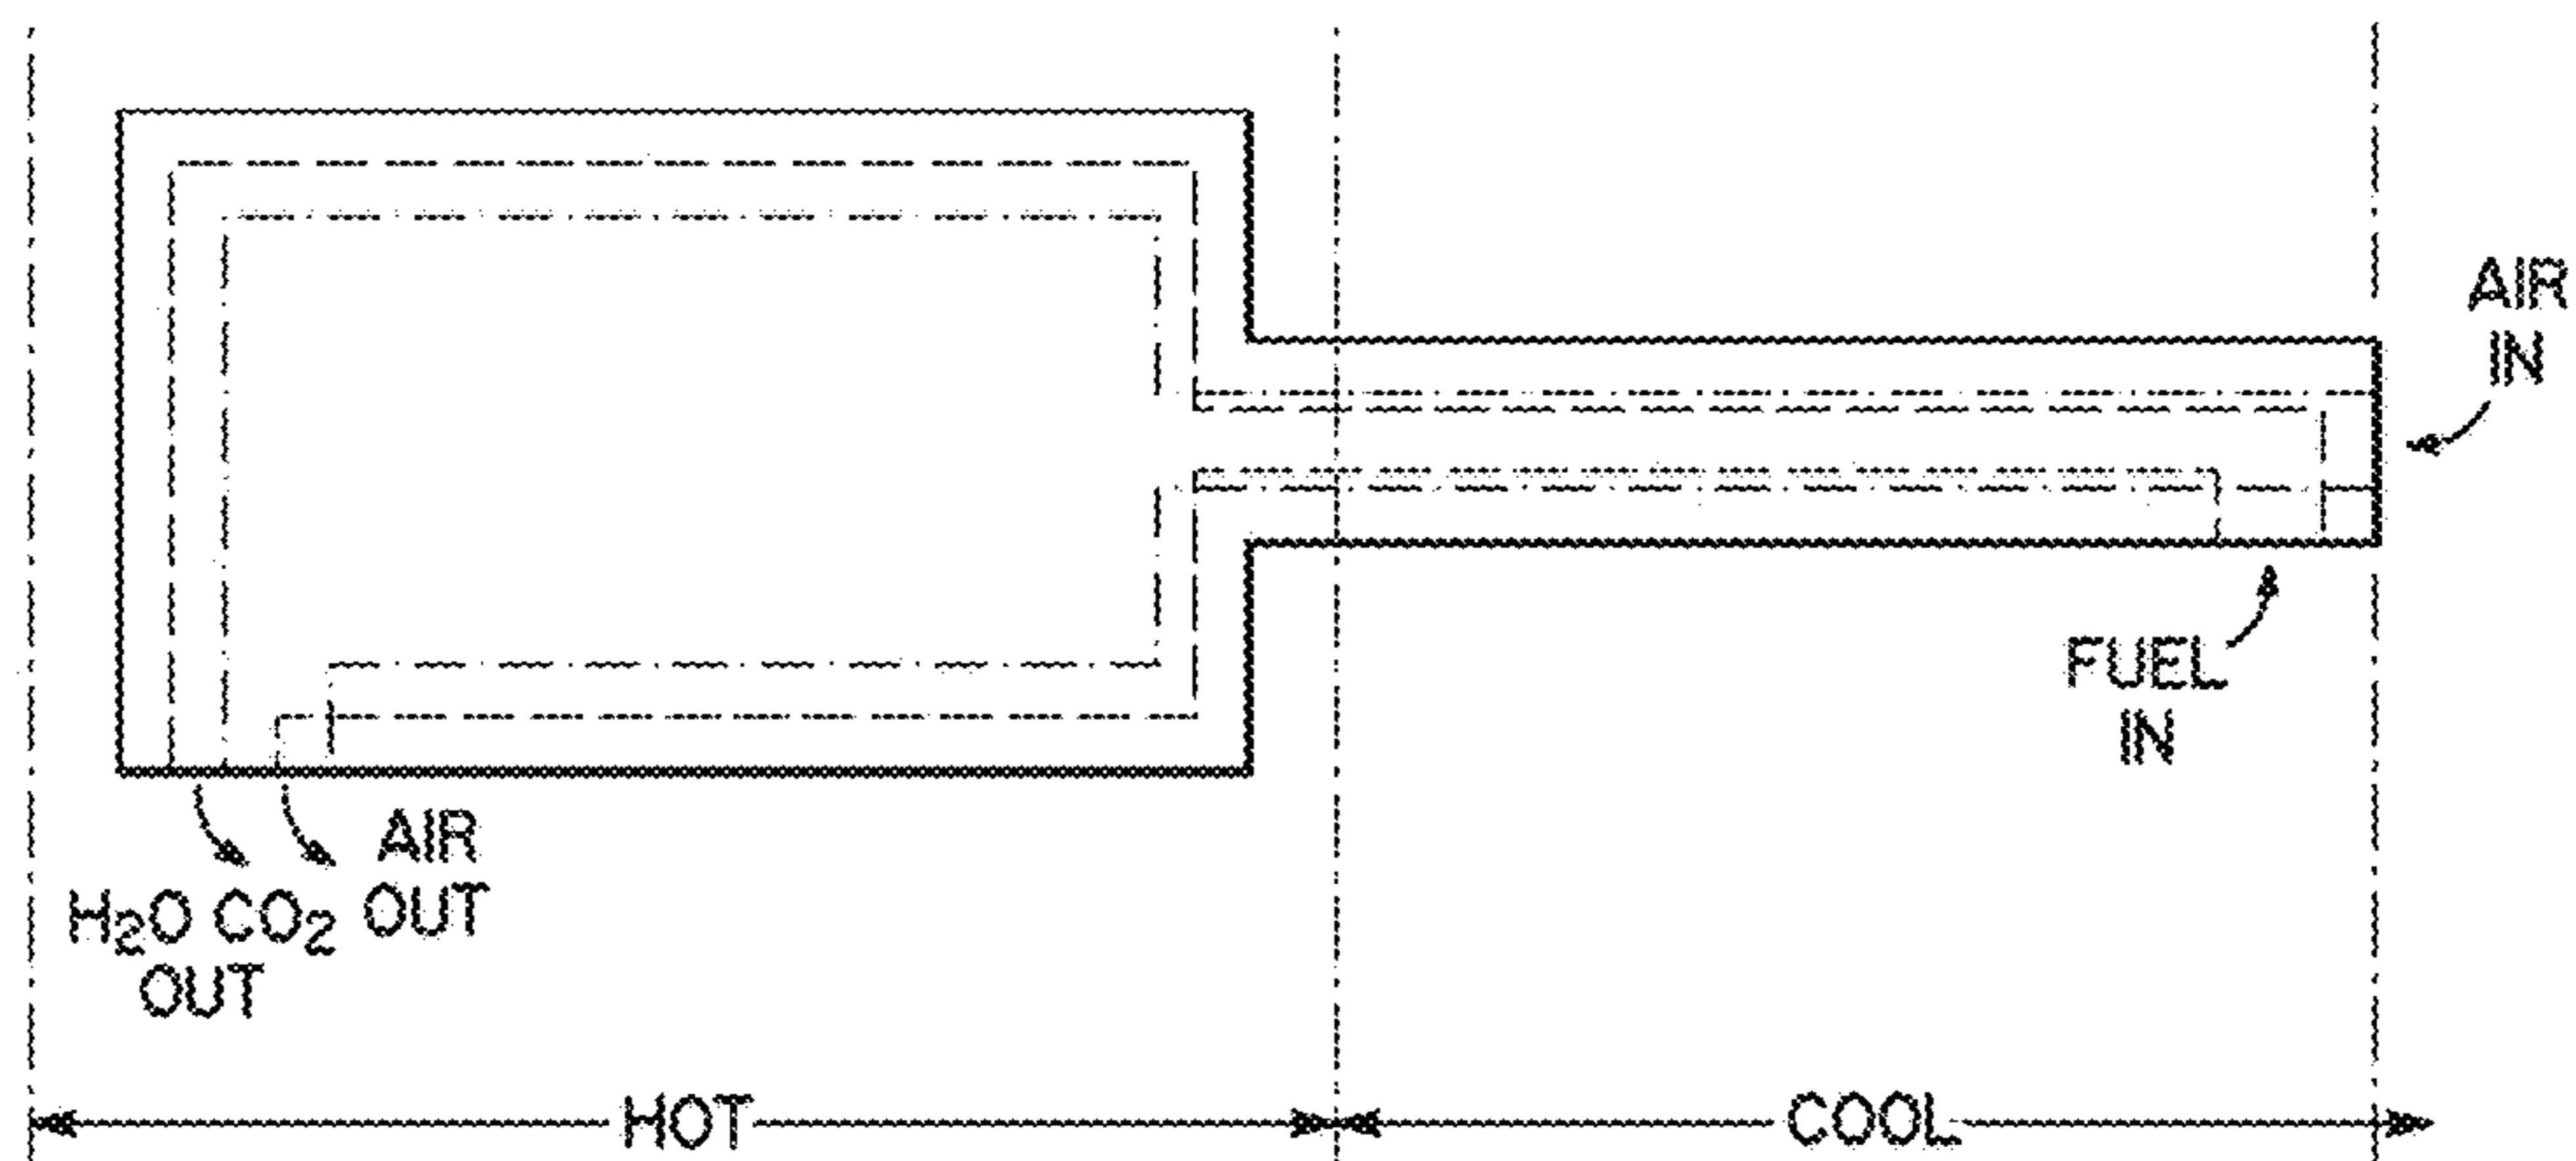 AIR
IN
FUEL
IN
AIR
OUT
H₂O CO₂
OUT
HOT
COOL